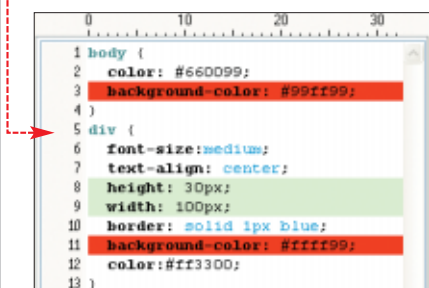 0 10 20 30
1 body {
2 color: #660099;
3 background-color: #99ff99;
4 }
5 div {
6 font-size:medium;
7 text-align: center;
8 height: 30px;
9 width: 100px;
10 border: solid 1px blue;
11 background-color: #ffff99;
12 color:#ff3300;
13 }